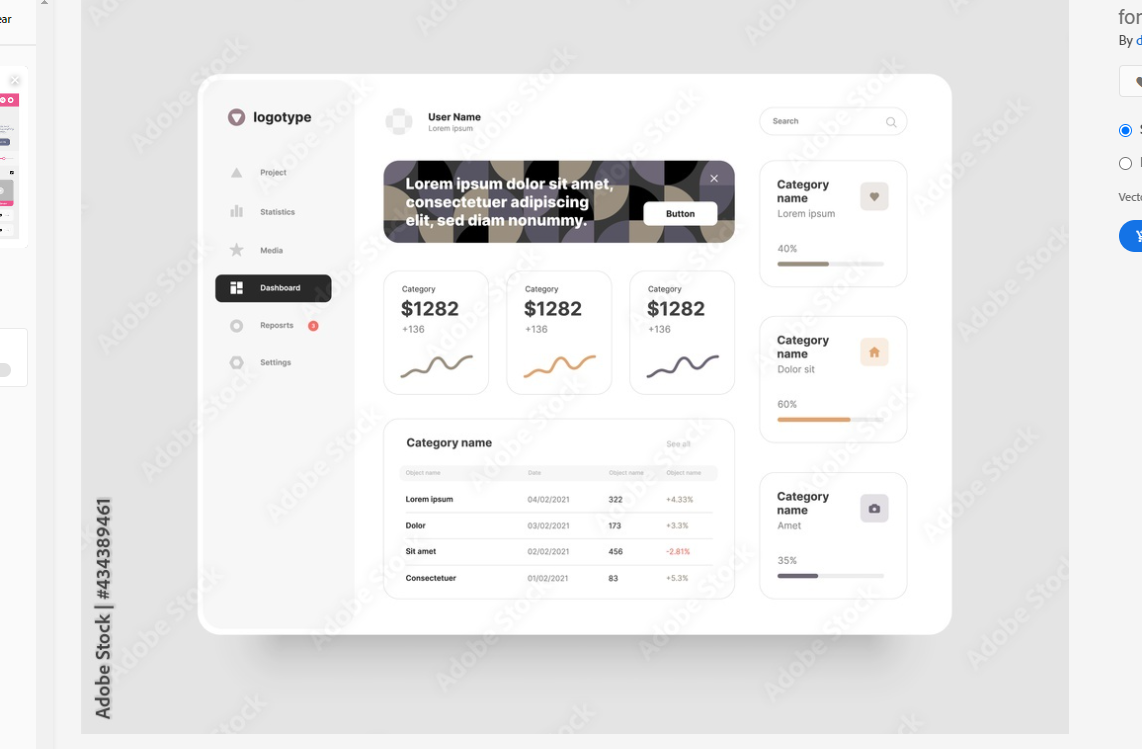 ear
for
By d
logotype
User Name
Lorem ipsum
Search
Project
Statistics
Media
Dashboard
Reposrts
3
Settings
Lorem ipsum dolor sit amet,
consectetuer adipiscing
elit, sed diam nonummy.
Button
Category
$1282
+136
Category
$1282
+136
Category
$1282
+136
Category name
See all
Object name Date Object name Object name
Lorem ipsum 04/02/2021 322 +4.33%
Dolor 03/02/2021 173 +3.3%
Sit amet 02/02/2021 456 -2.81%
Consectetuer 01/02/2021 83 +5.3%
Category
name
Lorem ipsum
40%
Category
name
Dolor sit
60%
Category
name
Amet
35%
Vecto
Adobe Stock | #434389461
Adobe Stock